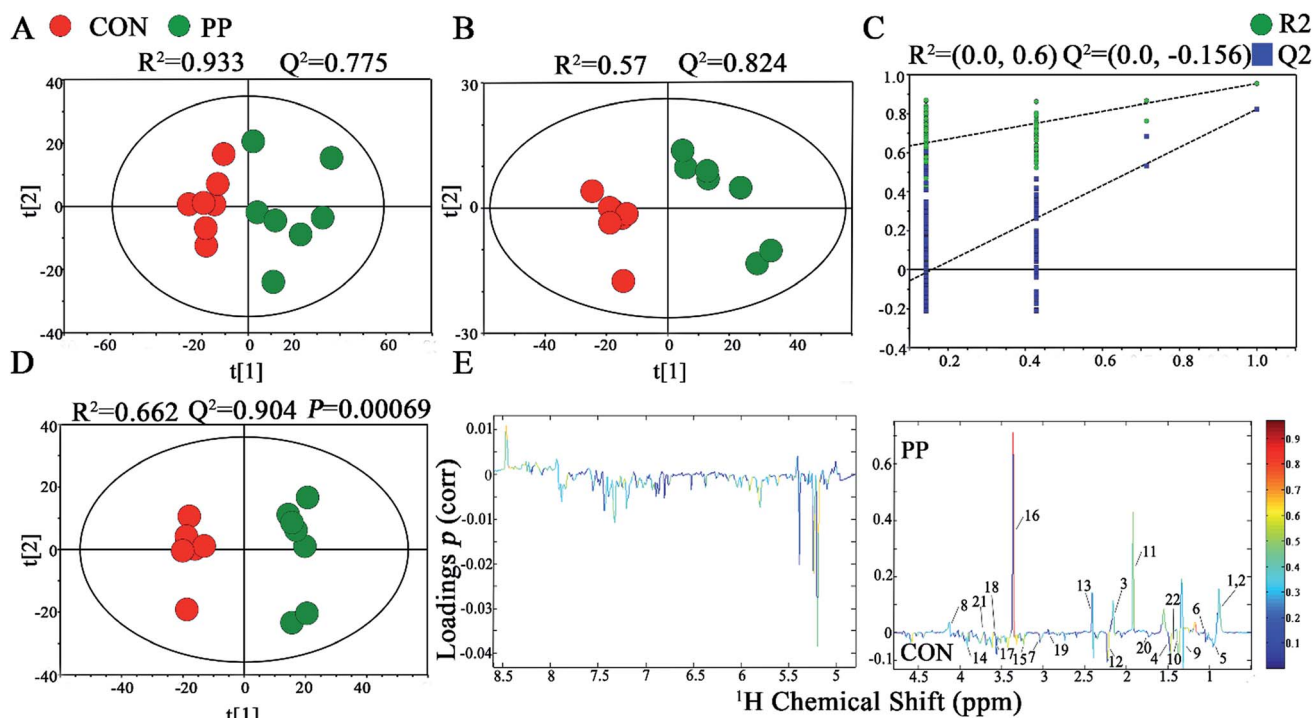 A CON PP B C R2
R²=0.933 Q²=0.775 R²=0.57 Q²=0.824 R²=(0.0, 0.6) Q²=(0.0, -0.156) Q2
40
20
0
-20
-40
t[2]
-60 -20 0 20 60
t[1]
30
0
-30
t[2]
-40 -20 0 20 40
t[1]
1.0
0.8
0.6
0.4
0.2
0
-0.2
-0.4
0.2 0.4 0.6 0.8 1.0
D E
R²=0.662 Q²=0.904 P=0.00069
40
20
0
-20
-40
t[2]
-40 -20 0 20 40
t[1]
Loadings p (corr)
0.01
0
-0.01
-0.02
-0.03
-0.04
8.5 8 7.5 7 6.5 6 5.5 5
PP
CON
0.6
0.4
0.2
0
-0.1
16
11
13 3 1,2
8 21 18 22 6
14 17 15 7 19 12 20 4 10 9 5
4.5 4 3.5 3 2.5 2 1.5 1
0.9
0.8
0.7
0.6
0.5
0.4
0.3
0.2
0.1
¹H Chemical Shift (ppm)